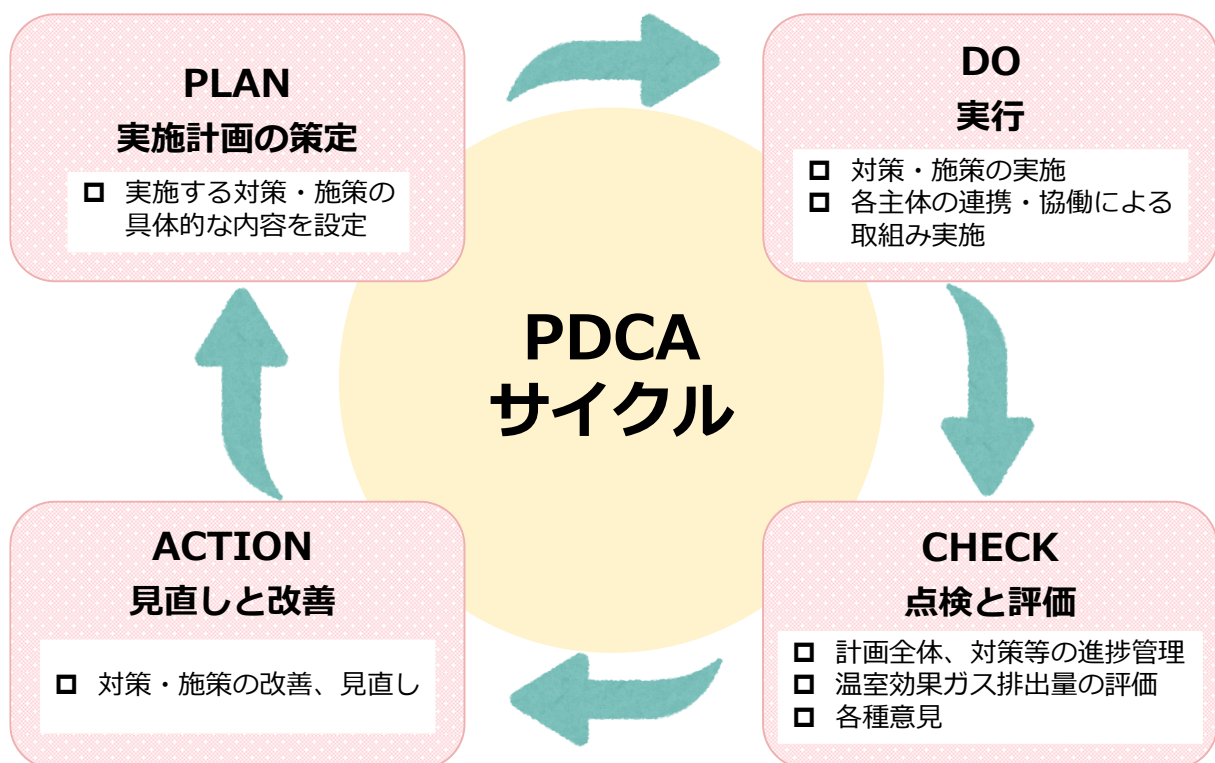 PLAN
実施計画の策定
□ 実施する対策・施策の
具体的な内容を設定
DO
実行
□ 対策・施策の実施
□ 各主体の連携・協働による
取組み実施
PDCA
サイクル
ACTION
見直しと改善
□ 対策・施策の改善、見直し
CHECK
点検と評価
□ 計画全体、対策等の進捗管理
□ 温室効果ガス排出量の評価
□ 各種意見